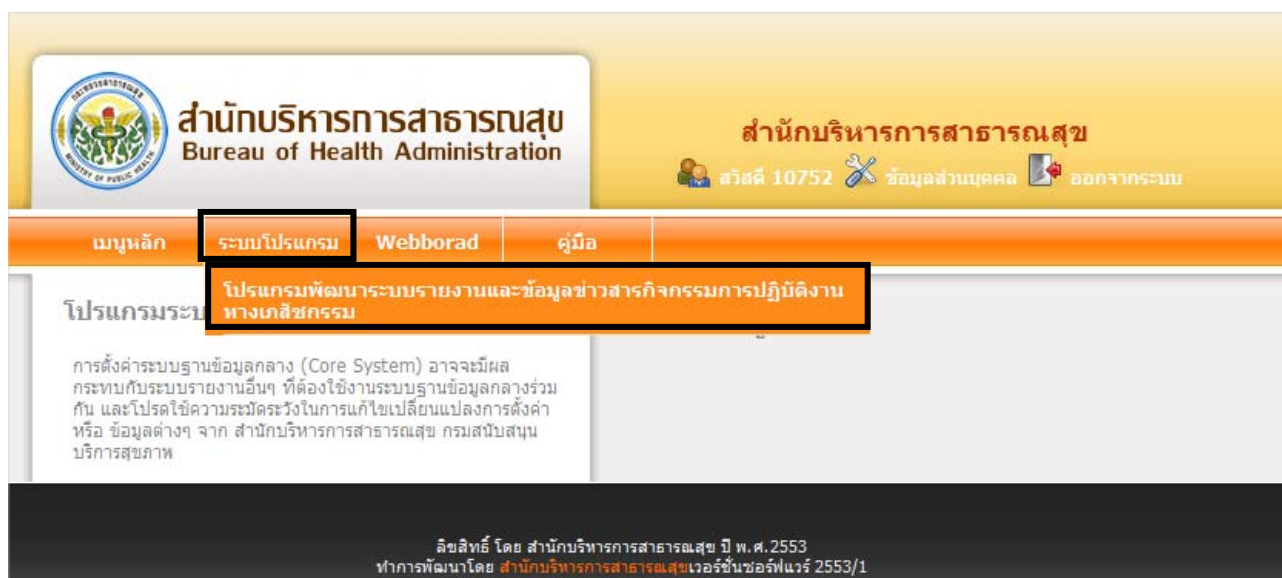 สำนักบริหารการสาธารณสุข
Bureau of Health Administration
กระทรวงสาธารณสุข
MINISTRY OF PUBLIC HEALTH
สำนักบริหารการสาธารณสุข
สวัสดี 10752 ข้อมูลส่วนบุคคล ออกจากระบบ
เมนูหลัก ระบบโปรแกรม Webborad คู่มือ
โปรแกรมพัฒนาระบบรายงานและข้อมูลข่าวสารกิจกรรมการปฏิบัติงาน
ทางเภสัชกรรม
โปรแกรมระบ
การตั้งค่าระบบฐานข้อมูลกลาง (Core System) อาจจะมีผล
กระทบกับระบบรายงานอื่นๆ ที่ต้องใช้งานระบบฐานข้อมูลกลางร่วม
กัน และโปรดใช้ความระมัดระวังในการแก้ไขเปลี่ยนแปลงการตั้งค่า
หรือ ข้อมูลต่างๆ จาก สำนักบริหารการสาธารณสุข กรมสนับสนุน
บริการสุขภาพ
ลิขสิทธิ์ โดย สำนักบริหารการสาธารณสุข ปี พ.ศ.2553
ทำการพัฒนาโดย สำนักบริหารการสาธารณสุขเวอร์ชั่นซอร์ฟแวร์ 2553/1